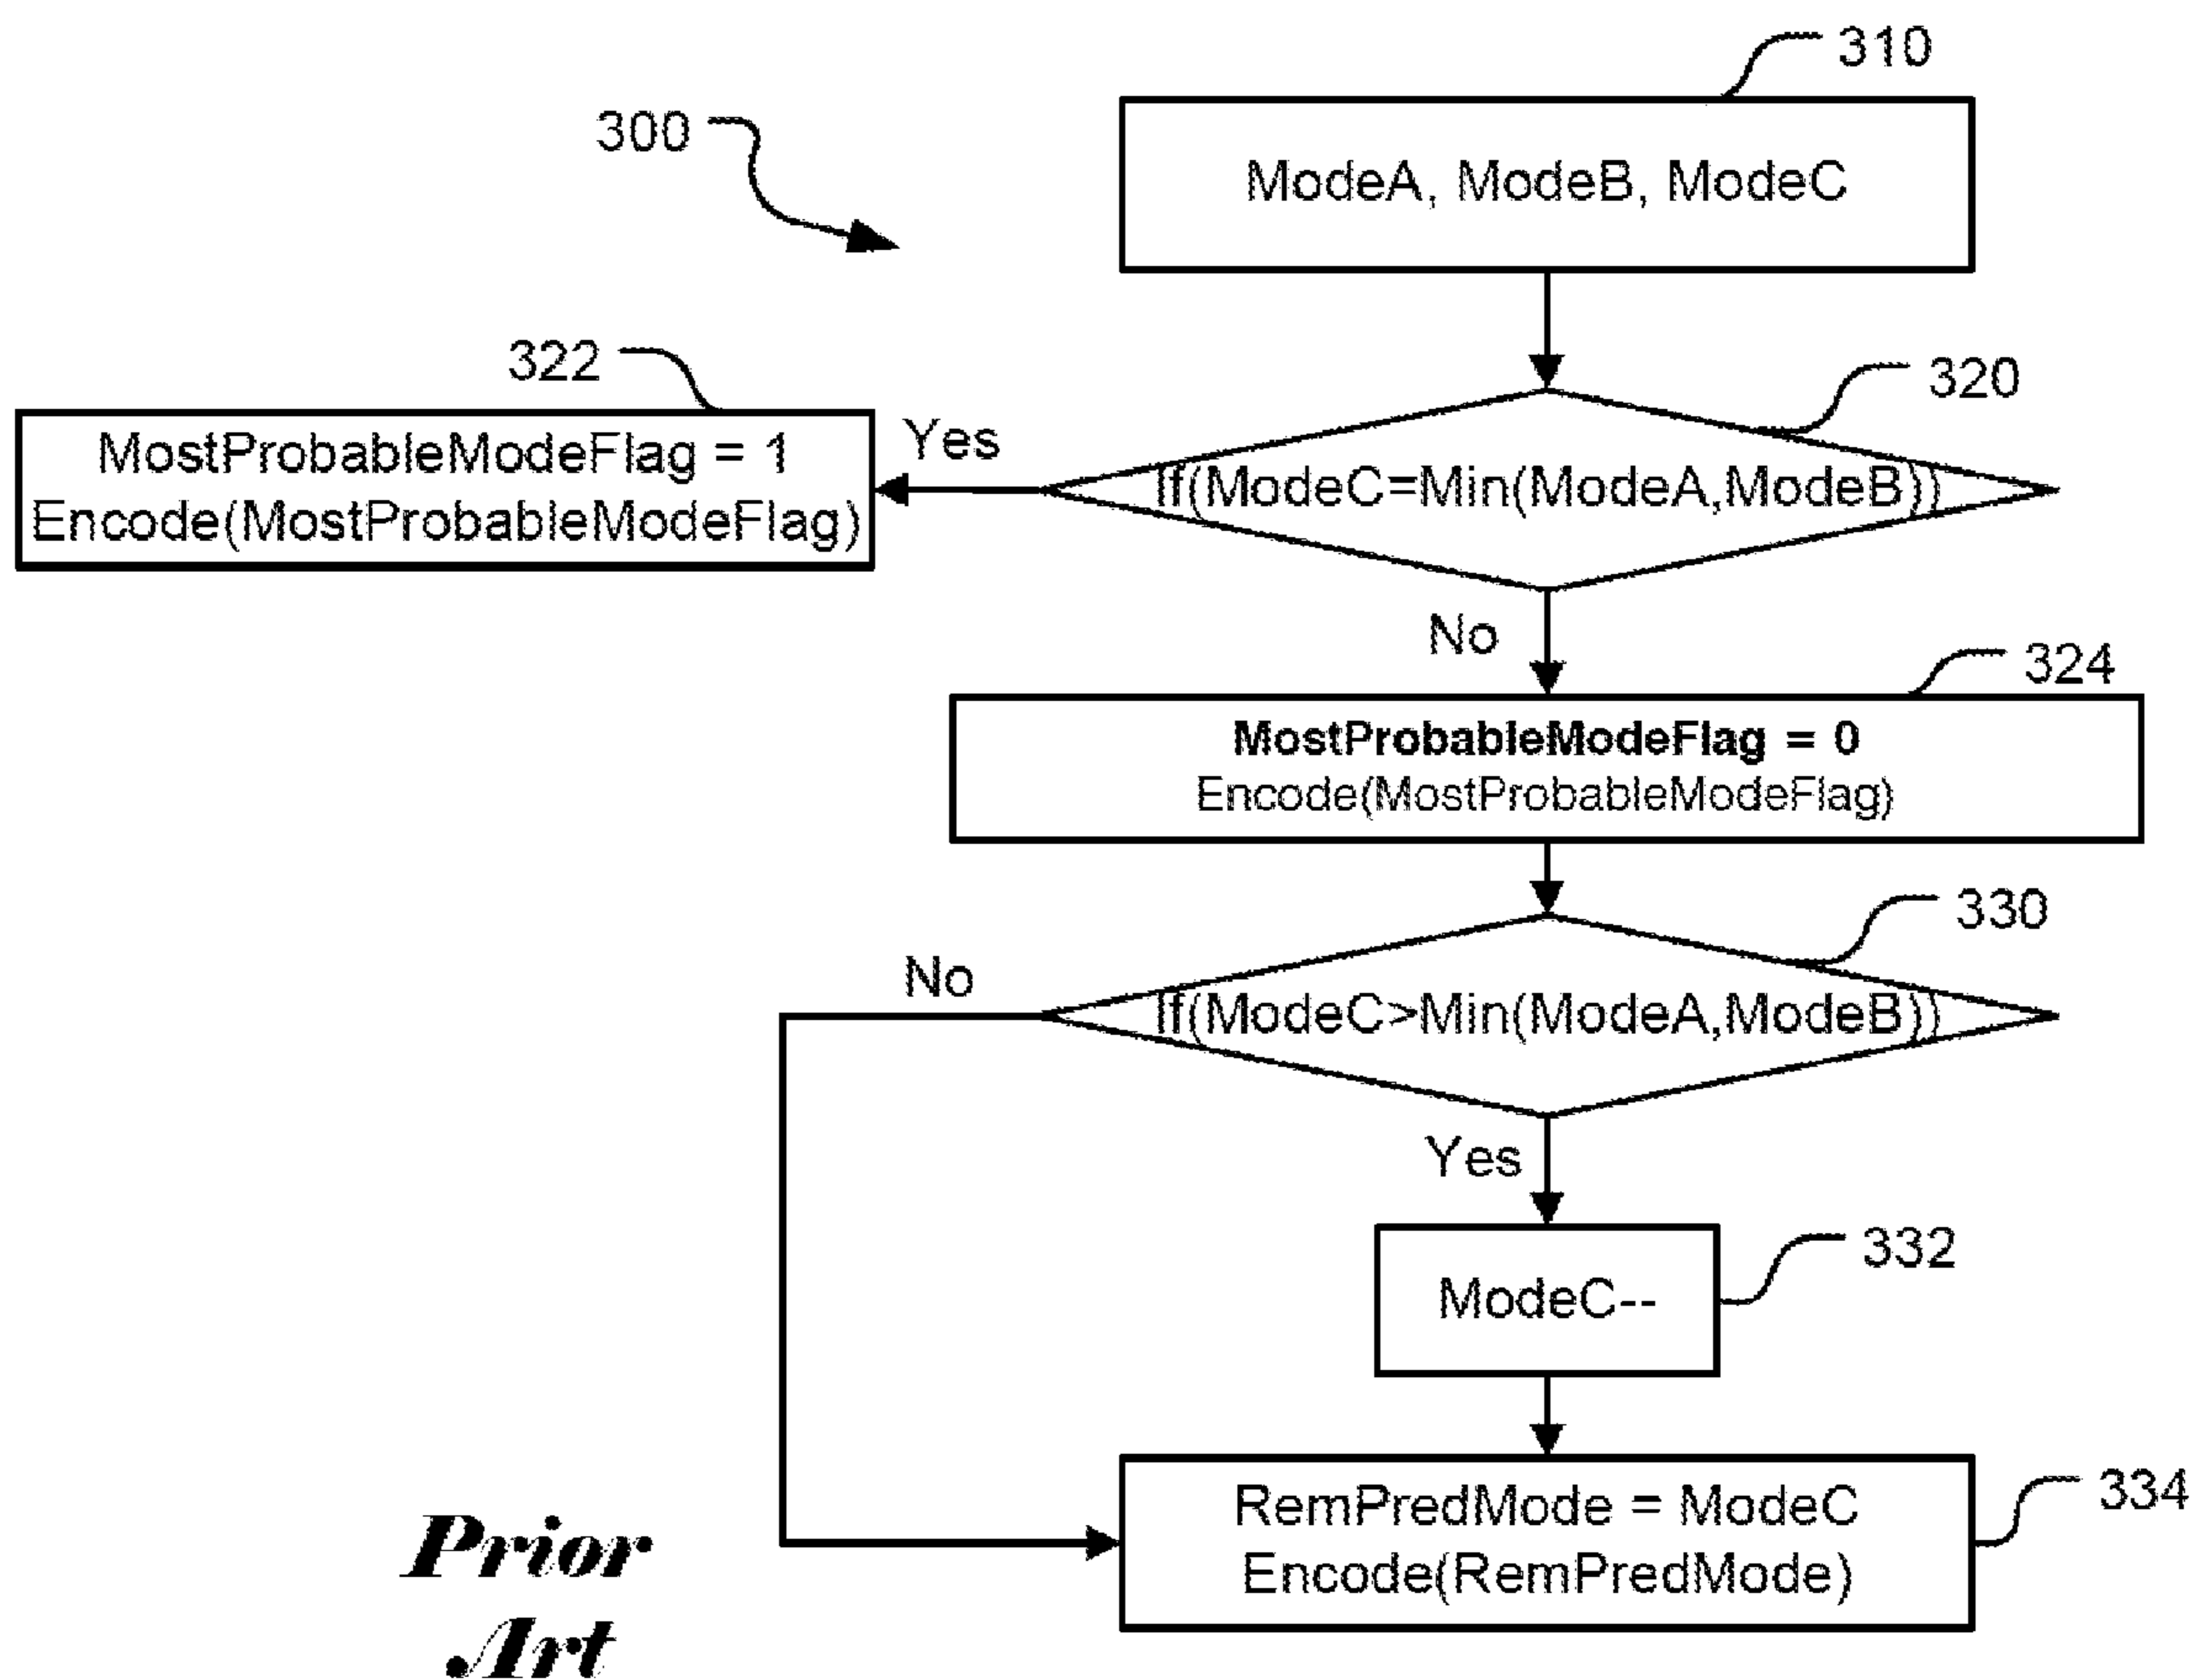 310
300
ModeA, ModeB, ModeC
322
320
MostProbableModeFlag = 1
Encode(MostProbableModeFlag)
Yes
If(ModeC=Min(ModeA,ModeB))
No
324
MostProbableModeFlag = 0
Encode(MostProbableModeFlag)
330
No
If(ModeC>Min(ModeA,ModeB))
Yes
332
ModeC--
334
RemPredMode = ModeC
Encode(RemPredMode)
Prior
Art